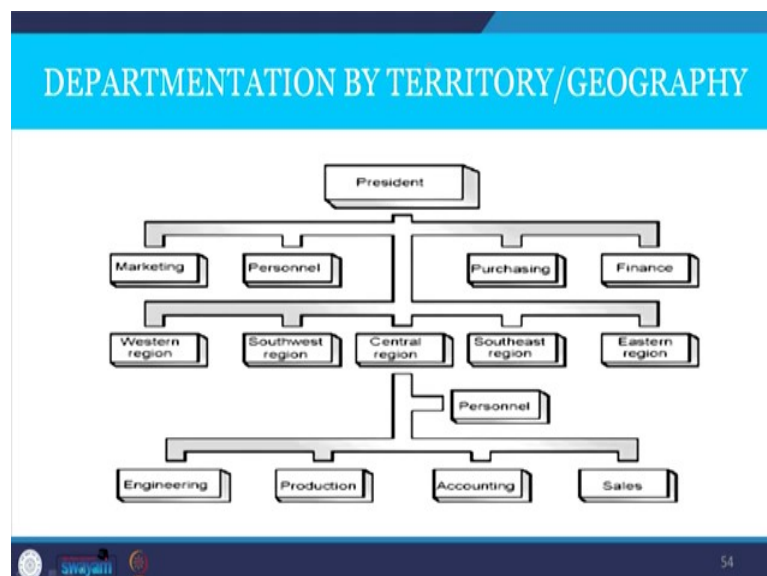 DEPARTMENTATION BY TERRITORY/GEOGRAPHY
President
Marketing
Personnel
Purchasing
Finance
Western
region
Southwest
region
Central
region
Southeast
region
Eastern
region
Personnel
Engineering
Production
Accounting
Sales
swayam
54